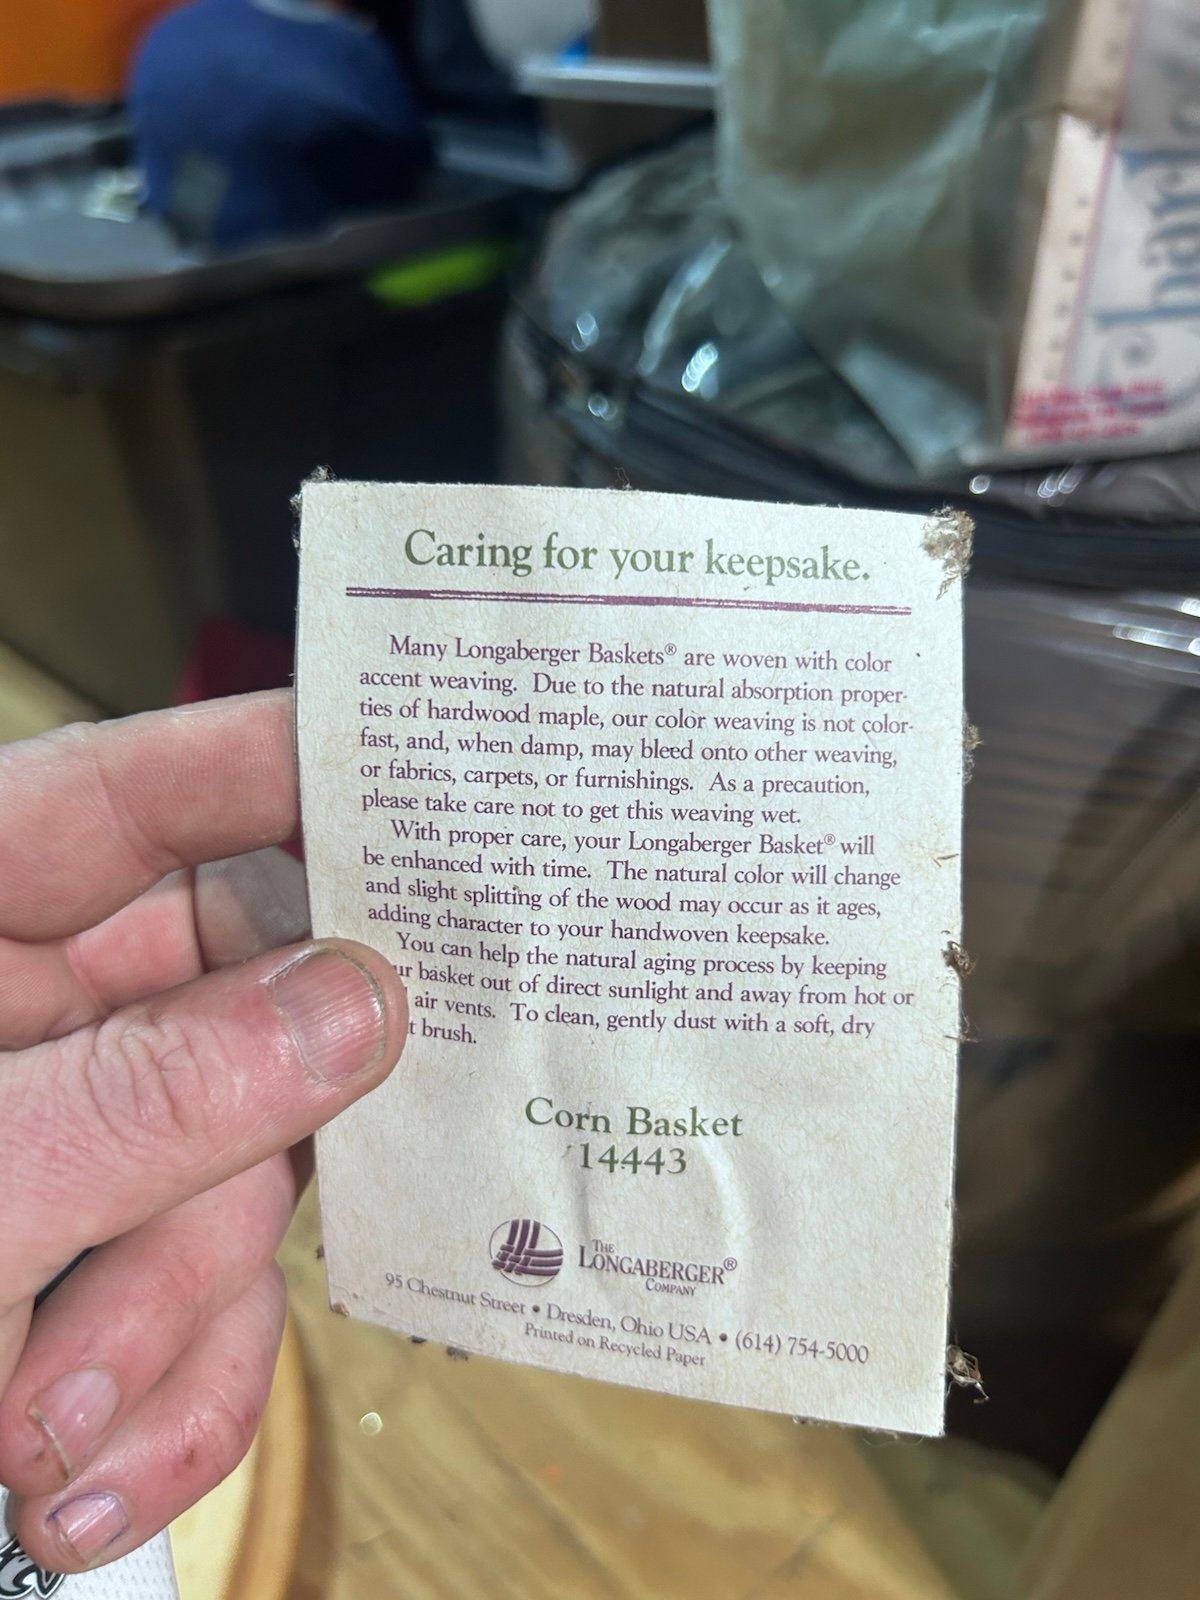 Caring for your keepsake.
Many Longaberger Baskets® are woven with color
accent weaving. Due to the natural absorption proper-
ties of hardwood maple, our color weaving is not color-
fast, and, when damp, may bleed onto other weaving,
or fabrics, carpets, or furnishings. As a precaution,
please take care not to get this weaving wet.
With proper care, your Longaberger Basket® will
be enhanced with time. The natural color will change
and slight splitting of the wood may occur as it ages,
adding character to your handwoven keepsake.
You can help the natural aging process by keeping
ur basket out of direct sunlight and away from hot or
air vents. To clean, gently dust with a soft, dry
t brush.
Corn Basket
14443
THE
LONGABERGER®
COMPANY
95 Chestnut Street • Dresden, Ohio USA • (614) 754-5000
Printed on Recycled Paper